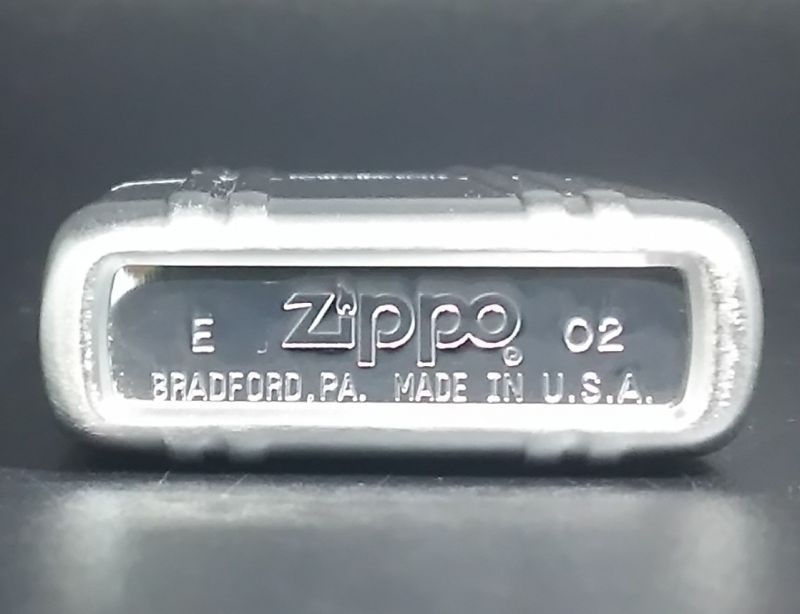 E Zippo® 02
BRADFORD, PA. MADE IN U.S.A.